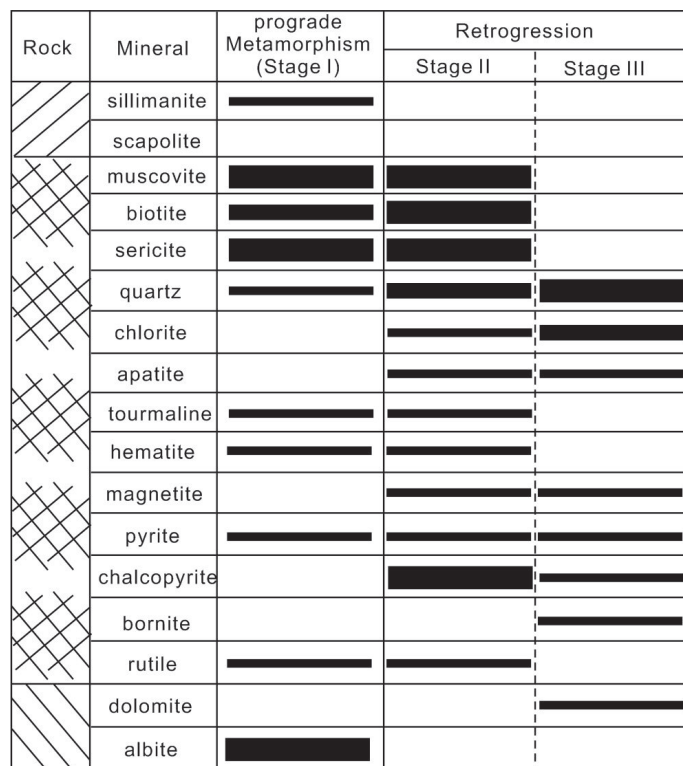 Rock
Mineral
prograde
Metamorphism
(Stage I)
Retrogression
Stage II
Stage III
sillimanite
scapolite
muscovite
biotite
sericite
quartz
chlorite
apatite
tourmaline
hematite
magnetite
pyrite
chalcopyrite
bornite
rutile
dolomite
albite